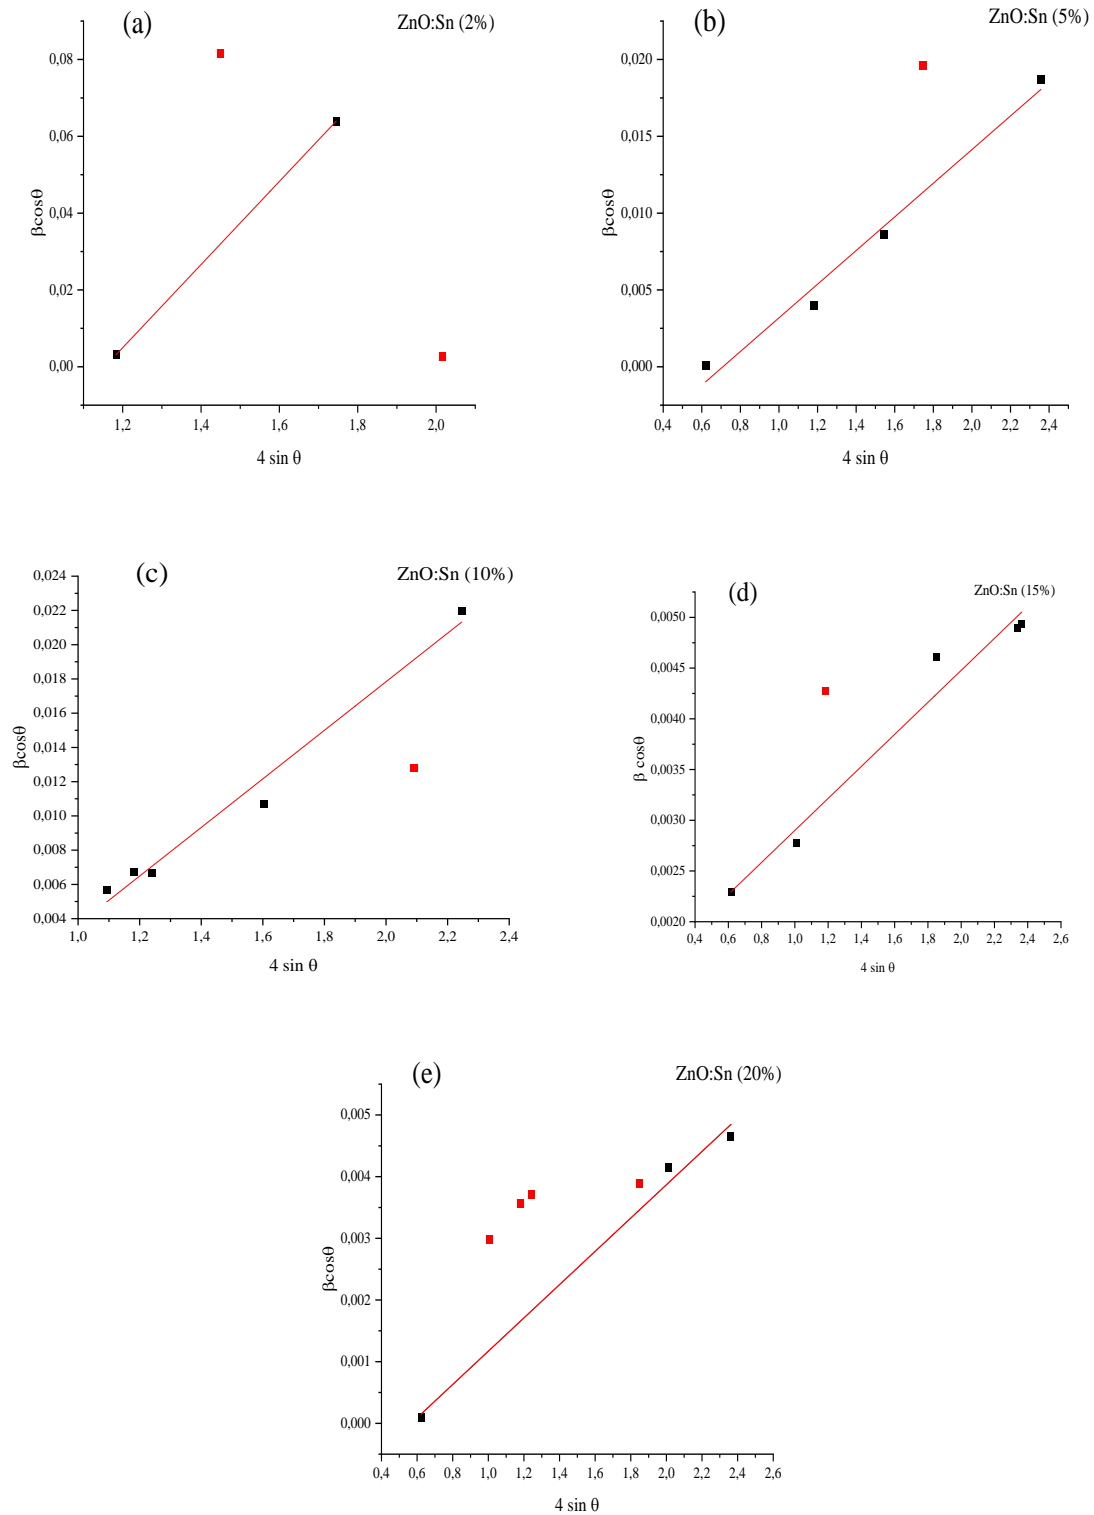 (a)
ZnO:Sn (2%)
0,08
0,06
0,04
0,02
0,00
βcosθ
1,2 1,4 1,6 1,8 2,0
4 sin θ
(b)
ZnO:Sn (5%)
0,020
0,015
0,010
0,005
0,000
βcosθ
0,4 0,6 0,8 1,0 1,2 1,4 1,6 1,8 2,0 2,2 2,4
4 sin θ
(c)
ZnO:Sn (10%)
0,024
0,022
0,020
0,018
0,016
0,014
0,012
0,010
0,008
0,006
0,004
βcosθ
1,0 1,2 1,4 1,6 1,8 2,0 2,2 2,4
4 sin θ
(d)
ZnO:Sn (15%)
0,0050
0,0045
0,0040
0,0035
0,0030
0,0025
0,0020
β cosθ
0,4 0,6 0,8 1,0 1,2 1,4 1,6 1,8 2,0 2,2 2,4 2,6
4 sin θ
(e)
ZnO:Sn (20%)
0,005
0,004
0,003
0,002
0,001
0,000
βcosθ
0,4 0,6 0,8 1,0 1,2 1,4 1,6 1,8 2,0 2,2 2,4 2,6
4 sin θ